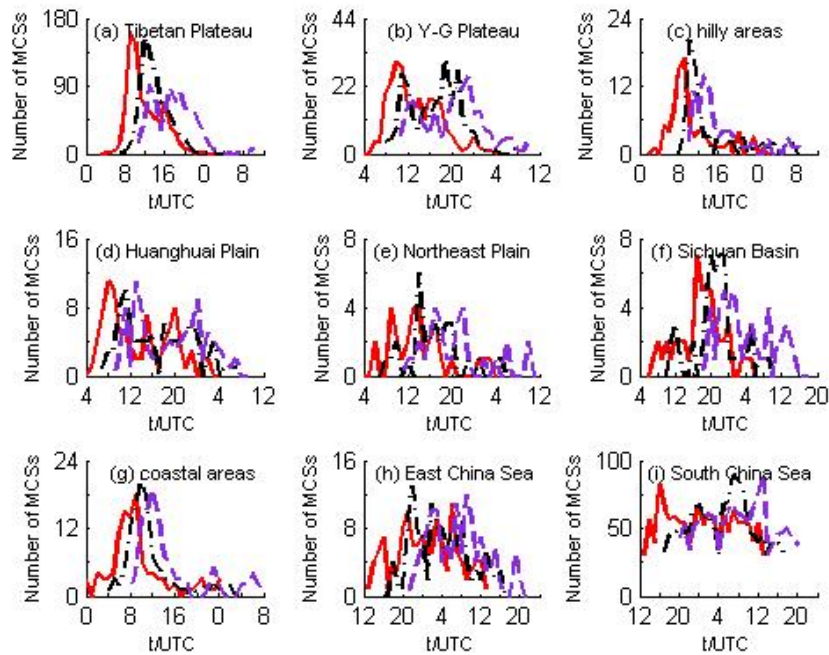 (a) Tibetan Plateau
Number of MCSs
180
90
0
0 8 16 0 8
t/UTC
(b) Y-G Plateau
Number of MCSs
44
22
0
4 12 20 4 12
t/UTC
(c) hilly areas
Number of MCSs
24
12
0
0 8 16 0 8
t/UTC
(d) Huanghuai Plain
Number of MCSs
16
8
0
4 12 20 4 12
t/UTC
(e) Northeast Plain
Number of MCSs
8
4
0
4 12 20 4 12
t/UTC
(f) Sichuan Basin
Number of MCSs
8
4
0
4 12 20 4 12 20
t/UTC
(g) coastal areas
Number of MCSs
24
12
0
0 8 16 0 8
t/UTC
(h) East China Sea
Number of MCSs
16
8
0
12 20 4 12 20
t/UTC
(i) South China Sea
Number of MCSs
100
50
0
12 20 4 12 20
t/UTC